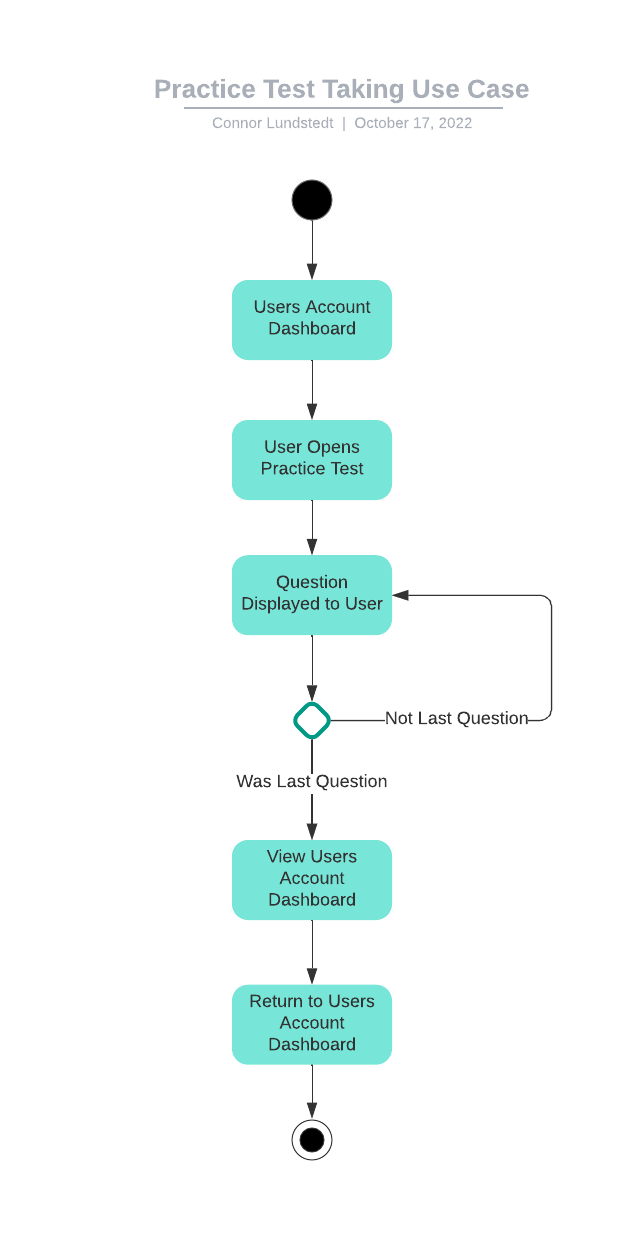 Practice Test Taking Use Case
Connor Lundstedt | October 17, 2022
Users Account
Dashboard
User Opens
Practice Test
Question
Displayed to User
Not Last Question
Was Last Question
View Users
Account
Dashboard
Return to Users
Account
Dashboard